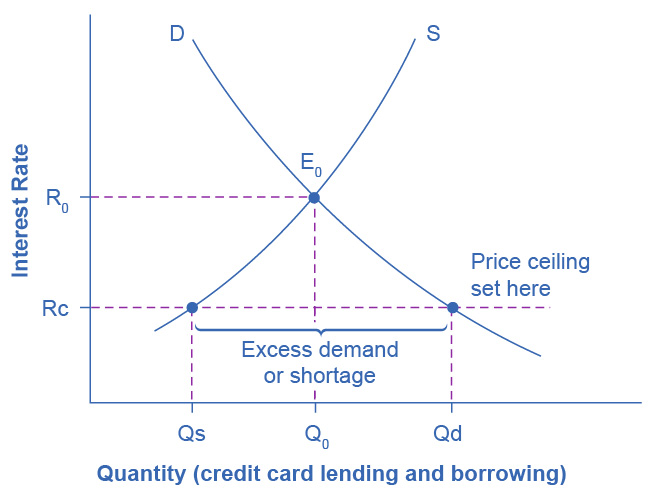 D
S
E₀
R₀
Interest Rate
Price ceiling
set here
Rc
Excess demand
or shortage
Qs
Q₀
Qd
Quantity (credit card lending and borrowing)